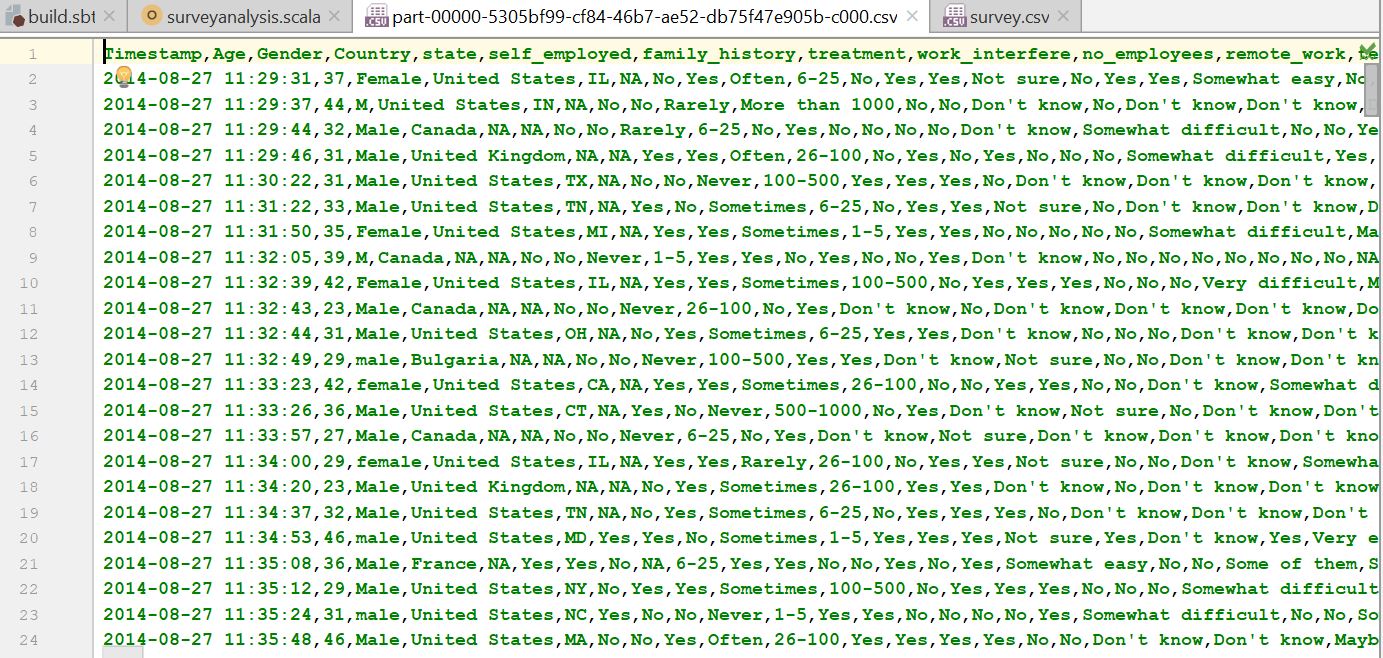 build.sbt
surveyanalysis.scala
part-00000-5305bf99-cf84-46b7-ae52-db75f47e905b-c000.csv
survey.csv
1 Timestamp,Age,Gender,Country,state,self_employed,family_history,treatment,work_interfere,no_employees,remote_work,
2 2014-08-27 11:29:31,37,Female,United States,IL,NA,No,Yes,Often,6-25,No,Yes,Yes,Not sure,No,Yes,Yes,Somewhat easy,No,
3 2014-08-27 11:29:37,44,M,United States,IN,NA,No,No,Rarely,More than 1000,No,No,Don't know,No,Don't know,Don't know,
4 2014-08-27 11:29:44,32,Male,Canada,NA,NA,No,No,Rarely,6-25,No,Yes,No,No,No,No,Don't know,Somewhat difficult,No,No,Ye
5 2014-08-27 11:29:46,31,Male,United Kingdom,NA,NA,Yes,Yes,Often,26-100,No,Yes,No,Yes,No,No,No,Somewhat difficult,Yes,
6 2014-08-27 11:30:22,31,Male,United States,TX,NA,No,No,Never,100-500,Yes,Yes,Yes,No,Don't know,Don't know,Don't know,
7 2014-08-27 11:31:22,33,Male,United States,TN,NA,Yes,No,Sometimes,6-25,No,Yes,Yes,Not sure,No,Don't know,Don't know,D
8 2014-08-27 11:31:50,35,Female,United States,MI,NA,Yes,Yes,Sometimes,1-5,Yes,Yes,No,No,No,No,No,Somewhat difficult,Ma
9 2014-08-27 11:32:05,39,M,Canada,NA,NA,No,No,Never,1-5,Yes,Yes,No,Yes,No,No,Yes,Don't know,No,No,No,No,No,No,No,NA
10 2014-08-27 11:32:39,42,Female,United States,IL,NA,Yes,Yes,Sometimes,100-500,No,Yes,Yes,Yes,No,No,No,Very difficult,M
11 2014-08-27 11:32:43,23,Male,Canada,NA,NA,No,No,Never,26-100,No,Yes,Don't know,No,Don't know,Don't know,Don't know,Do
12 2014-08-27 11:32:44,31,Male,United States,OH,NA,No,Yes,Sometimes,6-25,Yes,Yes,Don't know,No,No,No,Don't know,Don't k
13 2014-08-27 11:32:49,29,male,Bulgaria,NA,NA,No,No,Never,100-500,Yes,Yes,Don't know,Not sure,No,No,Don't know,Don't kn
14 2014-08-27 11:33:23,42,female,United States,CA,NA,Yes,Yes,Sometimes,26-100,No,No,Yes,Yes,No,No,Don't know,Somewhat d
15 2014-08-27 11:33:26,36,Male,United States,CT,NA,Yes,No,Never,500-1000,No,Yes,Don't know,Not sure,No,Don't know,Don't
16 2014-08-27 11:33:57,27,Male,Canada,NA,NA,No,No,Never,6-25,No,Yes,Don't know,Not sure,Don't know,Don't know,Don't kno
17 2014-08-27 11:34:00,29,female,United States,IL,NA,Yes,Yes,Rarely,26-100,No,Yes,Yes,Not sure,No,No,Don't know,Somewha
18 2014-08-27 11:34:20,23,Male,United Kingdom,NA,NA,No,Yes,Sometimes,26-100,Yes,Yes,Don't know,No,Don't know,Don't know
19 2014-08-27 11:34:37,32,Male,United States,TN,NA,No,Yes,Sometimes,6-25,No,Yes,Yes,Yes,No,Don't know,Don't know,Don't
20 2014-08-27 11:34:53,46,male,United States,MD,Yes,Yes,No,Sometimes,1-5,Yes,Yes,Yes,Not sure,Yes,Don't know,Yes,Very e
21 2014-08-27 11:35:08,36,Male,France,NA,Yes,Yes,No,NA,6-25,Yes,Yes,No,No,Yes,No,Yes,Somewhat easy,No,No,Some of them,S
22 2014-08-27 11:35:12,29,Male,United States,NY,No,Yes,Yes,Sometimes,100-500,No,Yes,Yes,Yes,No,No,No,Somewhat difficult
23 2014-08-27 11:35:24,31,male,United States,NC,Yes,No,No,Never,1-5,Yes,Yes,No,No,No,No,Yes,Somewhat difficult,No,No,So
24 2014-08-27 11:35:48,46,Male,United States,MA,No,No,Yes,Often,26-100,Yes,Yes,Yes,Yes,No,No,Don't know,Don't know,Mayb